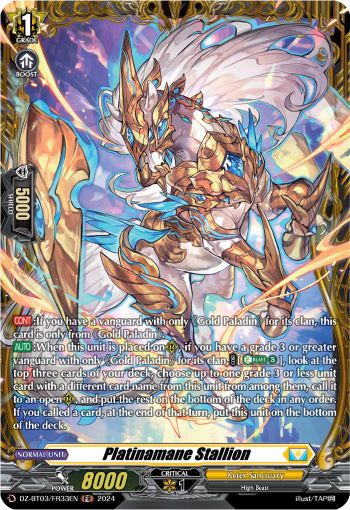 1
GRADE
BOOST
5000
SHIELD
CONT:If you have a vanguard with only 《Gold Paladin》 for its clan, this
card is only from 《Gold Paladin》.
AUTO:When this unit is placed on Ⓡ, if you have a grade 3 or greater
vanguard with only 《Gold Paladin》 for its clan, [E-BLAST 3], look at the
top three cards of your deck, choose up to one grade 3 or less unit
card with a different card name from this unit from among them, call it
to an open Ⓡ, and put the rest on the bottom of the deck in any order.
If you called a card, at the end of that turn, put this unit on the bottom
of the deck.
NORMAL UNIT
Platinamane Stallion
POWER
8000
CRITICAL
1
Keter Sanctuary
High Beast
DZ-BT03/FR33EN FR 2024
illust/TAPI岡